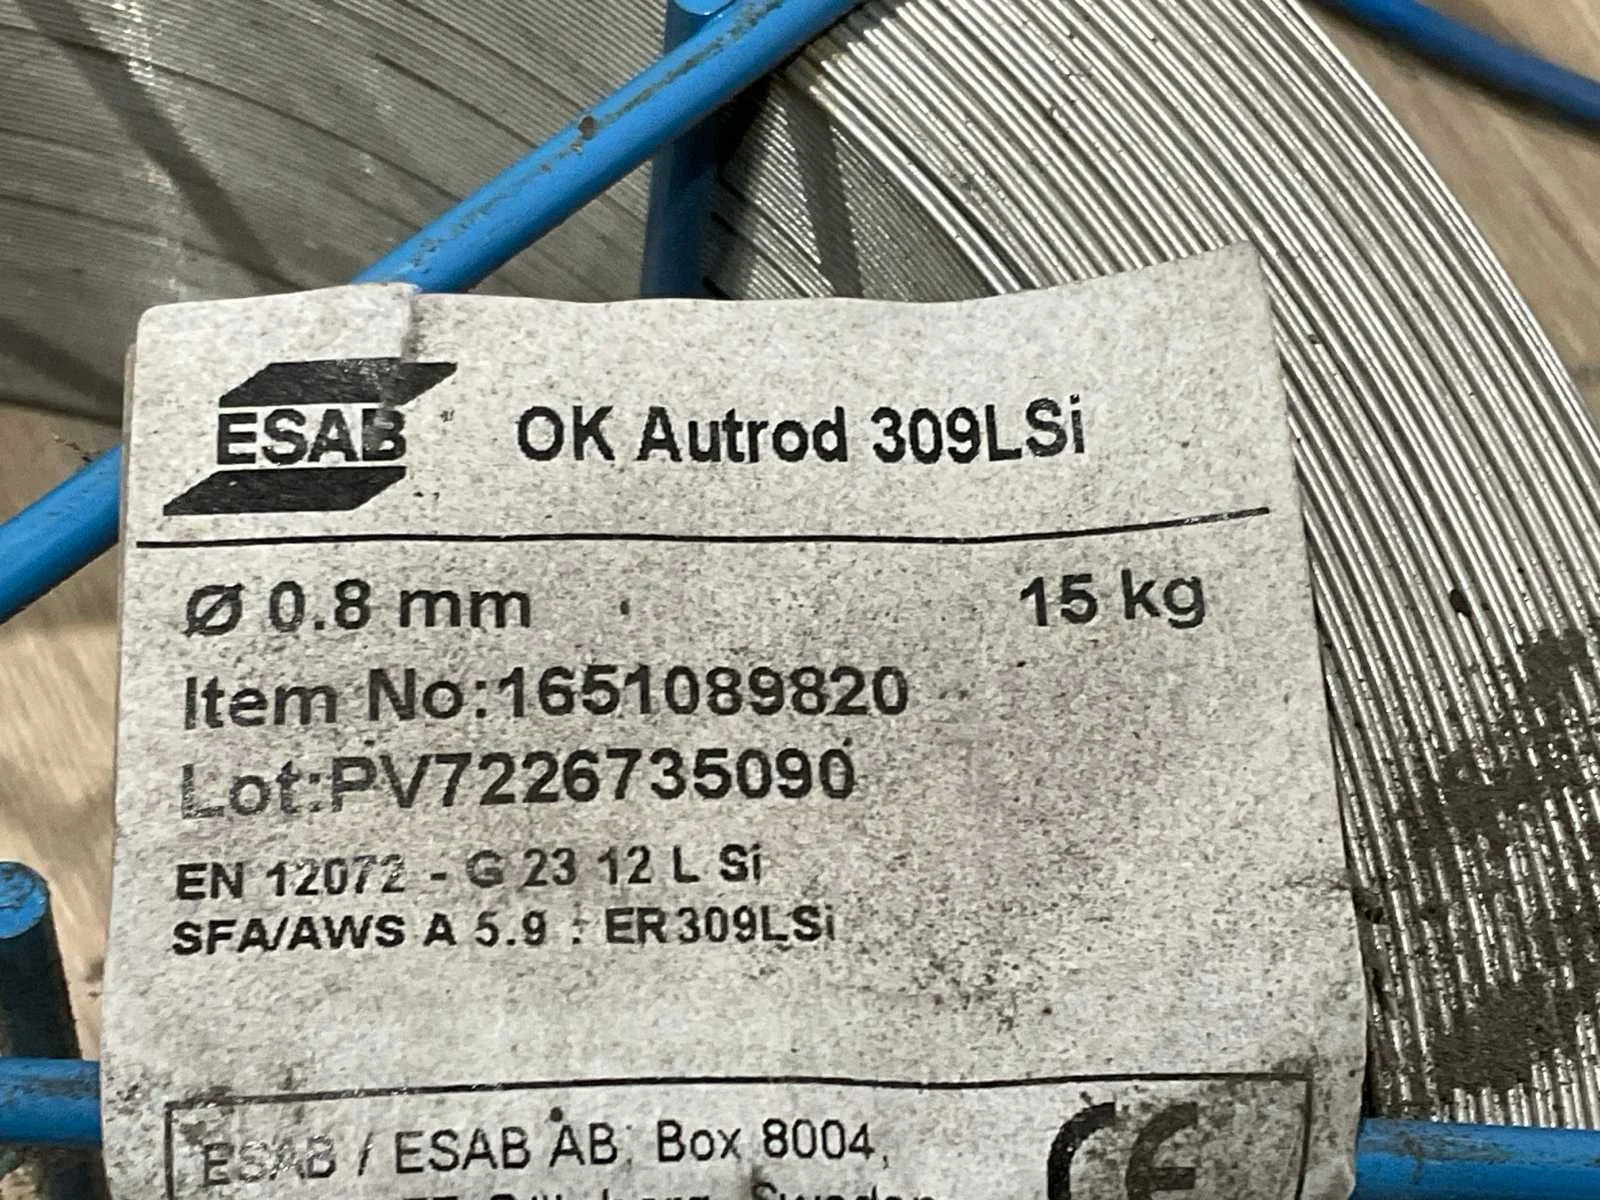 ESAB OK Autrod 309LSi
Ø 0.8 mm 15 kg
Item No:1651089820
Lot:PV7226735090
EN 12072 - G 23 12 L Si
SFA/AWS A 5.9 : ER309LSi
ESAB / ESAB AB, Box 8004,
Sweden
CE